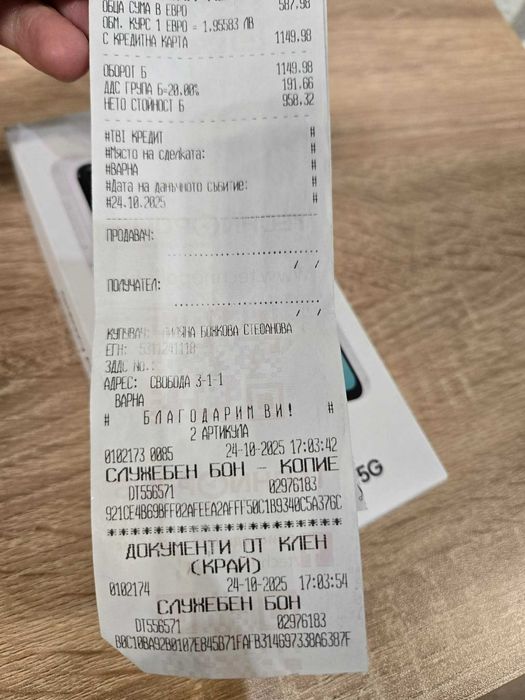 ОБЩА СУМА В ЕВРО 587.98
ОБМ. КУРС 1 ЕВРО = 1,95583 ЛВ
С КРЕДИТНА КАРТА 1149.98
ОБОРОТ Б 1149.98
ДДС ГРУПА Б=20.00% 191.66
НЕТО СТОЙНОСТ Б 958.32
#TBI КРЕДИТ #
#Място на сделката: #
#ВАРНА #
#Дата на данъчното събитие: #
#24.10.2025 #
ПРОДАВАЧ:
/ /
ПОЛУЧАТЕЛ:
/ /
КУПУВАЧ: БОЖКОВА СТЕФАНОВА
ЕГН:
ЗДДС No.:
АДРЕС: СВОБОДА 3-1-1
ВАРНА
# БЛАГОДАРИМ ВИ! #
2 АРТИКУЛА
0102173 0085 24-10-2025 17:03:42
СЛУЖЕБЕН БОН - КОПИЕ
DT556571 02976183
921CE4B69BFF02AFEEA2AFFF50C1B9340C5A376C
ДОКУМЕНТИ ОТ КЛЕН
(КРАЙ)
0102174 24-10-2025 17:03:54
СЛУЖЕБЕН БОН
DT556571 02976183
B0C10BA92B0107E845B71FAFB314697338A6387F
5G